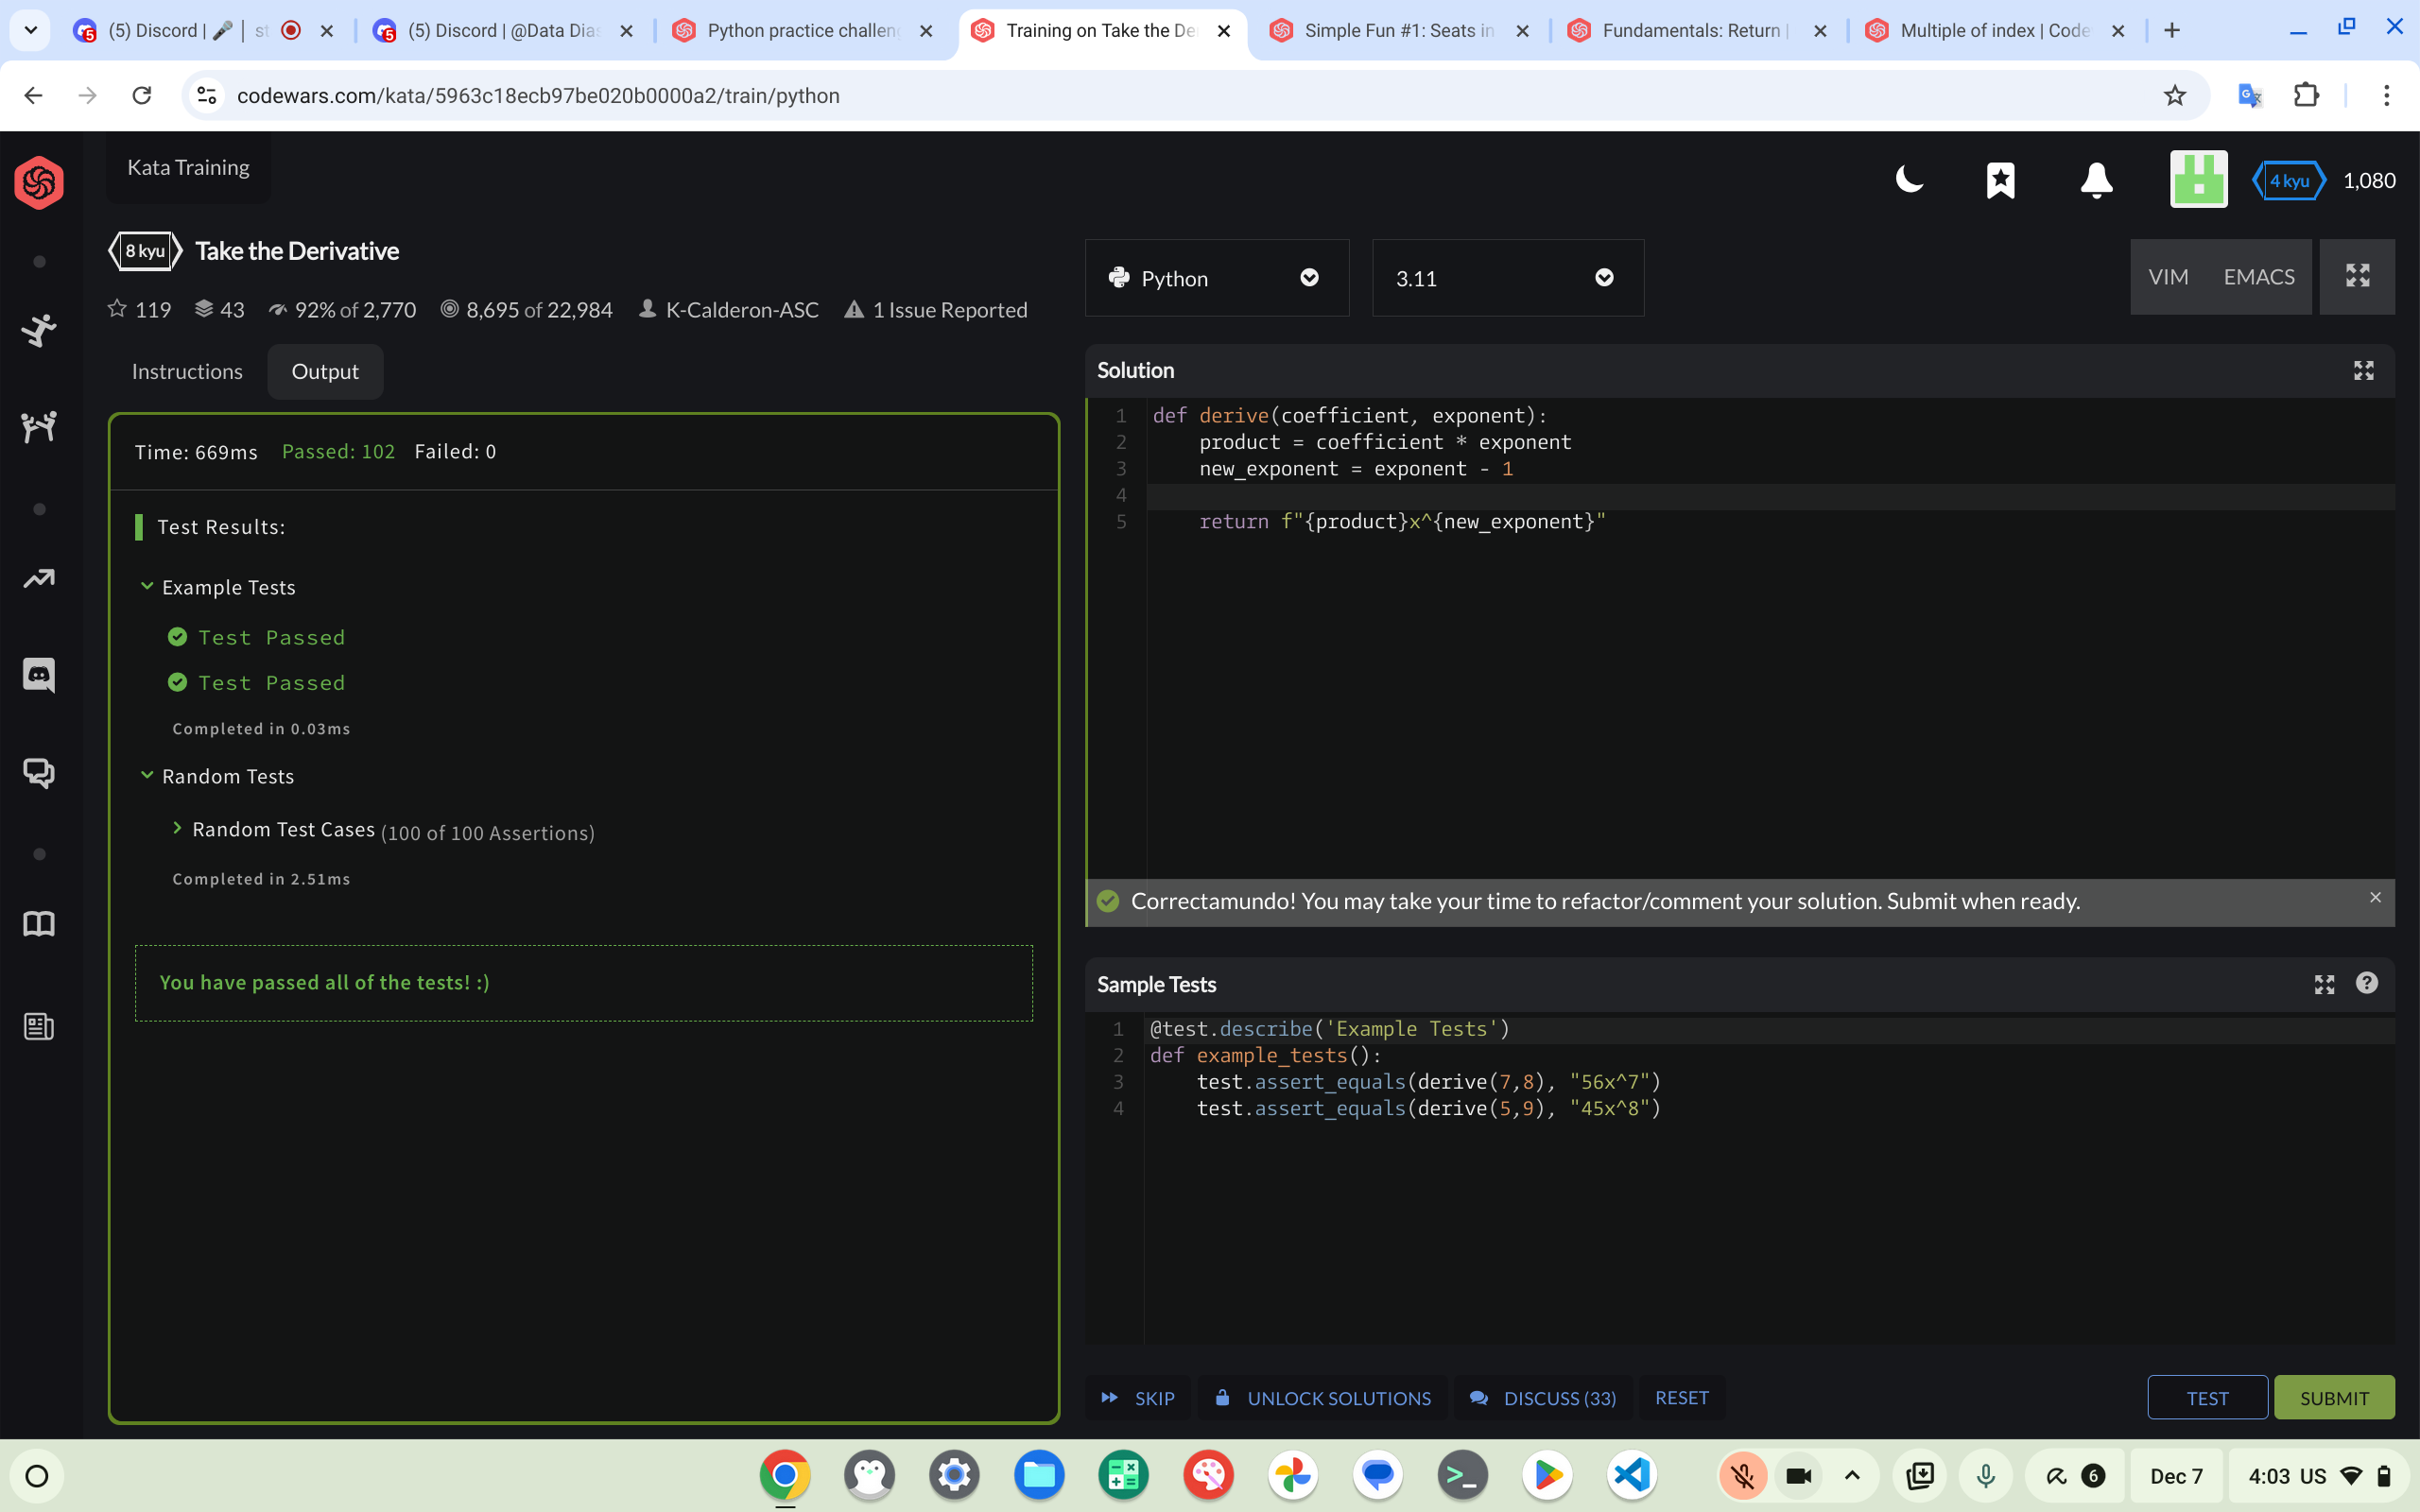 (5) Discord | 🎤 | st
(5) Discord | @Data Dias
Python practice challeng
Training on Take the De
Simple Fun #1: Seats in
Fundamentals: Return |
Multiple of index | Code
codewars.com/kata/5963c18ecb97be020b0000a2/train/python
Kata Training
4 kyu 1,080
8 kyu Take the Derivative
119 43 92% of 2,770 8,695 of 22,984 K-Calderon-ASC 1 Issue Reported
Instructions Output
Time: 669ms Passed: 102 Failed: 0
Test Results:
Example Tests
Test Passed
Test Passed
Completed in 0.03ms
Random Tests
Random Test Cases (100 of 100 Assertions)
Completed in 2.51ms
You have passed all of the tests! :)
Python 3.11 VIM EMACS
Solution
1 def derive(coefficient, exponent):
2 product = coefficient * exponent
3 new_exponent = exponent - 1
4
5 return f"{product}x^{new_exponent}"
Correctamundo! You may take your time to refactor/comment your solution. Submit when ready.
Sample Tests
1 @test.describe('Example Tests')
2 def example_tests():
3 test.assert_equals(derive(7,8), "56x^7")
4 test.assert_equals(derive(5,9), "45x^8")
SKIP UNLOCK SOLUTIONS DISCUSS (33) RESET TEST SUBMIT
6 Dec 7 4:03 US